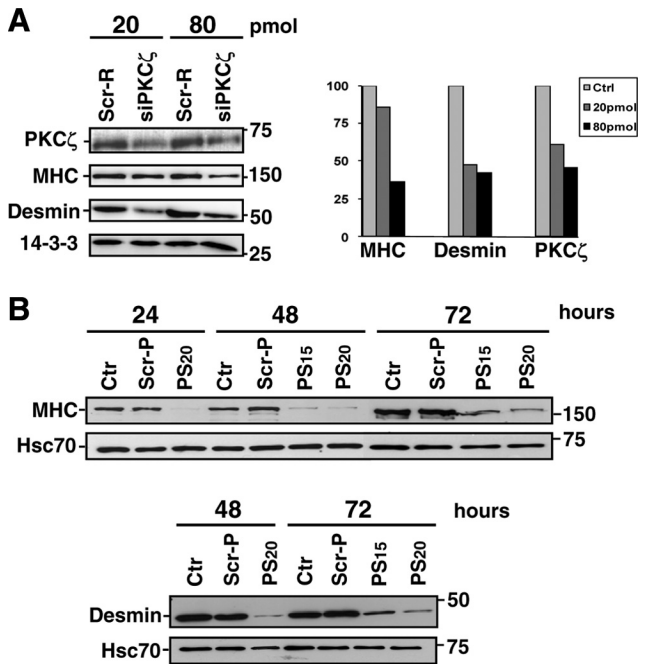 A
20 80 pmol
Scr-R siPKCζ Scr-R siPKCζ
PKCζ 75
MHC 150
Desmin 50
14-3-3 25
100
75
50
25
0
MHC Desmin PKCζ
Ctrl
20pmol
80pmol
B
24 48 72 hours
Ctr Scr-P PS20 Ctr Scr-P PS15 PS20 Ctr Scr-P PS15 PS20
MHC 150
Hsc70 75
48 72 hours
Ctr Scr-P PS20 Ctr Scr-P PS15 PS20
Desmin 50
Hsc70 75